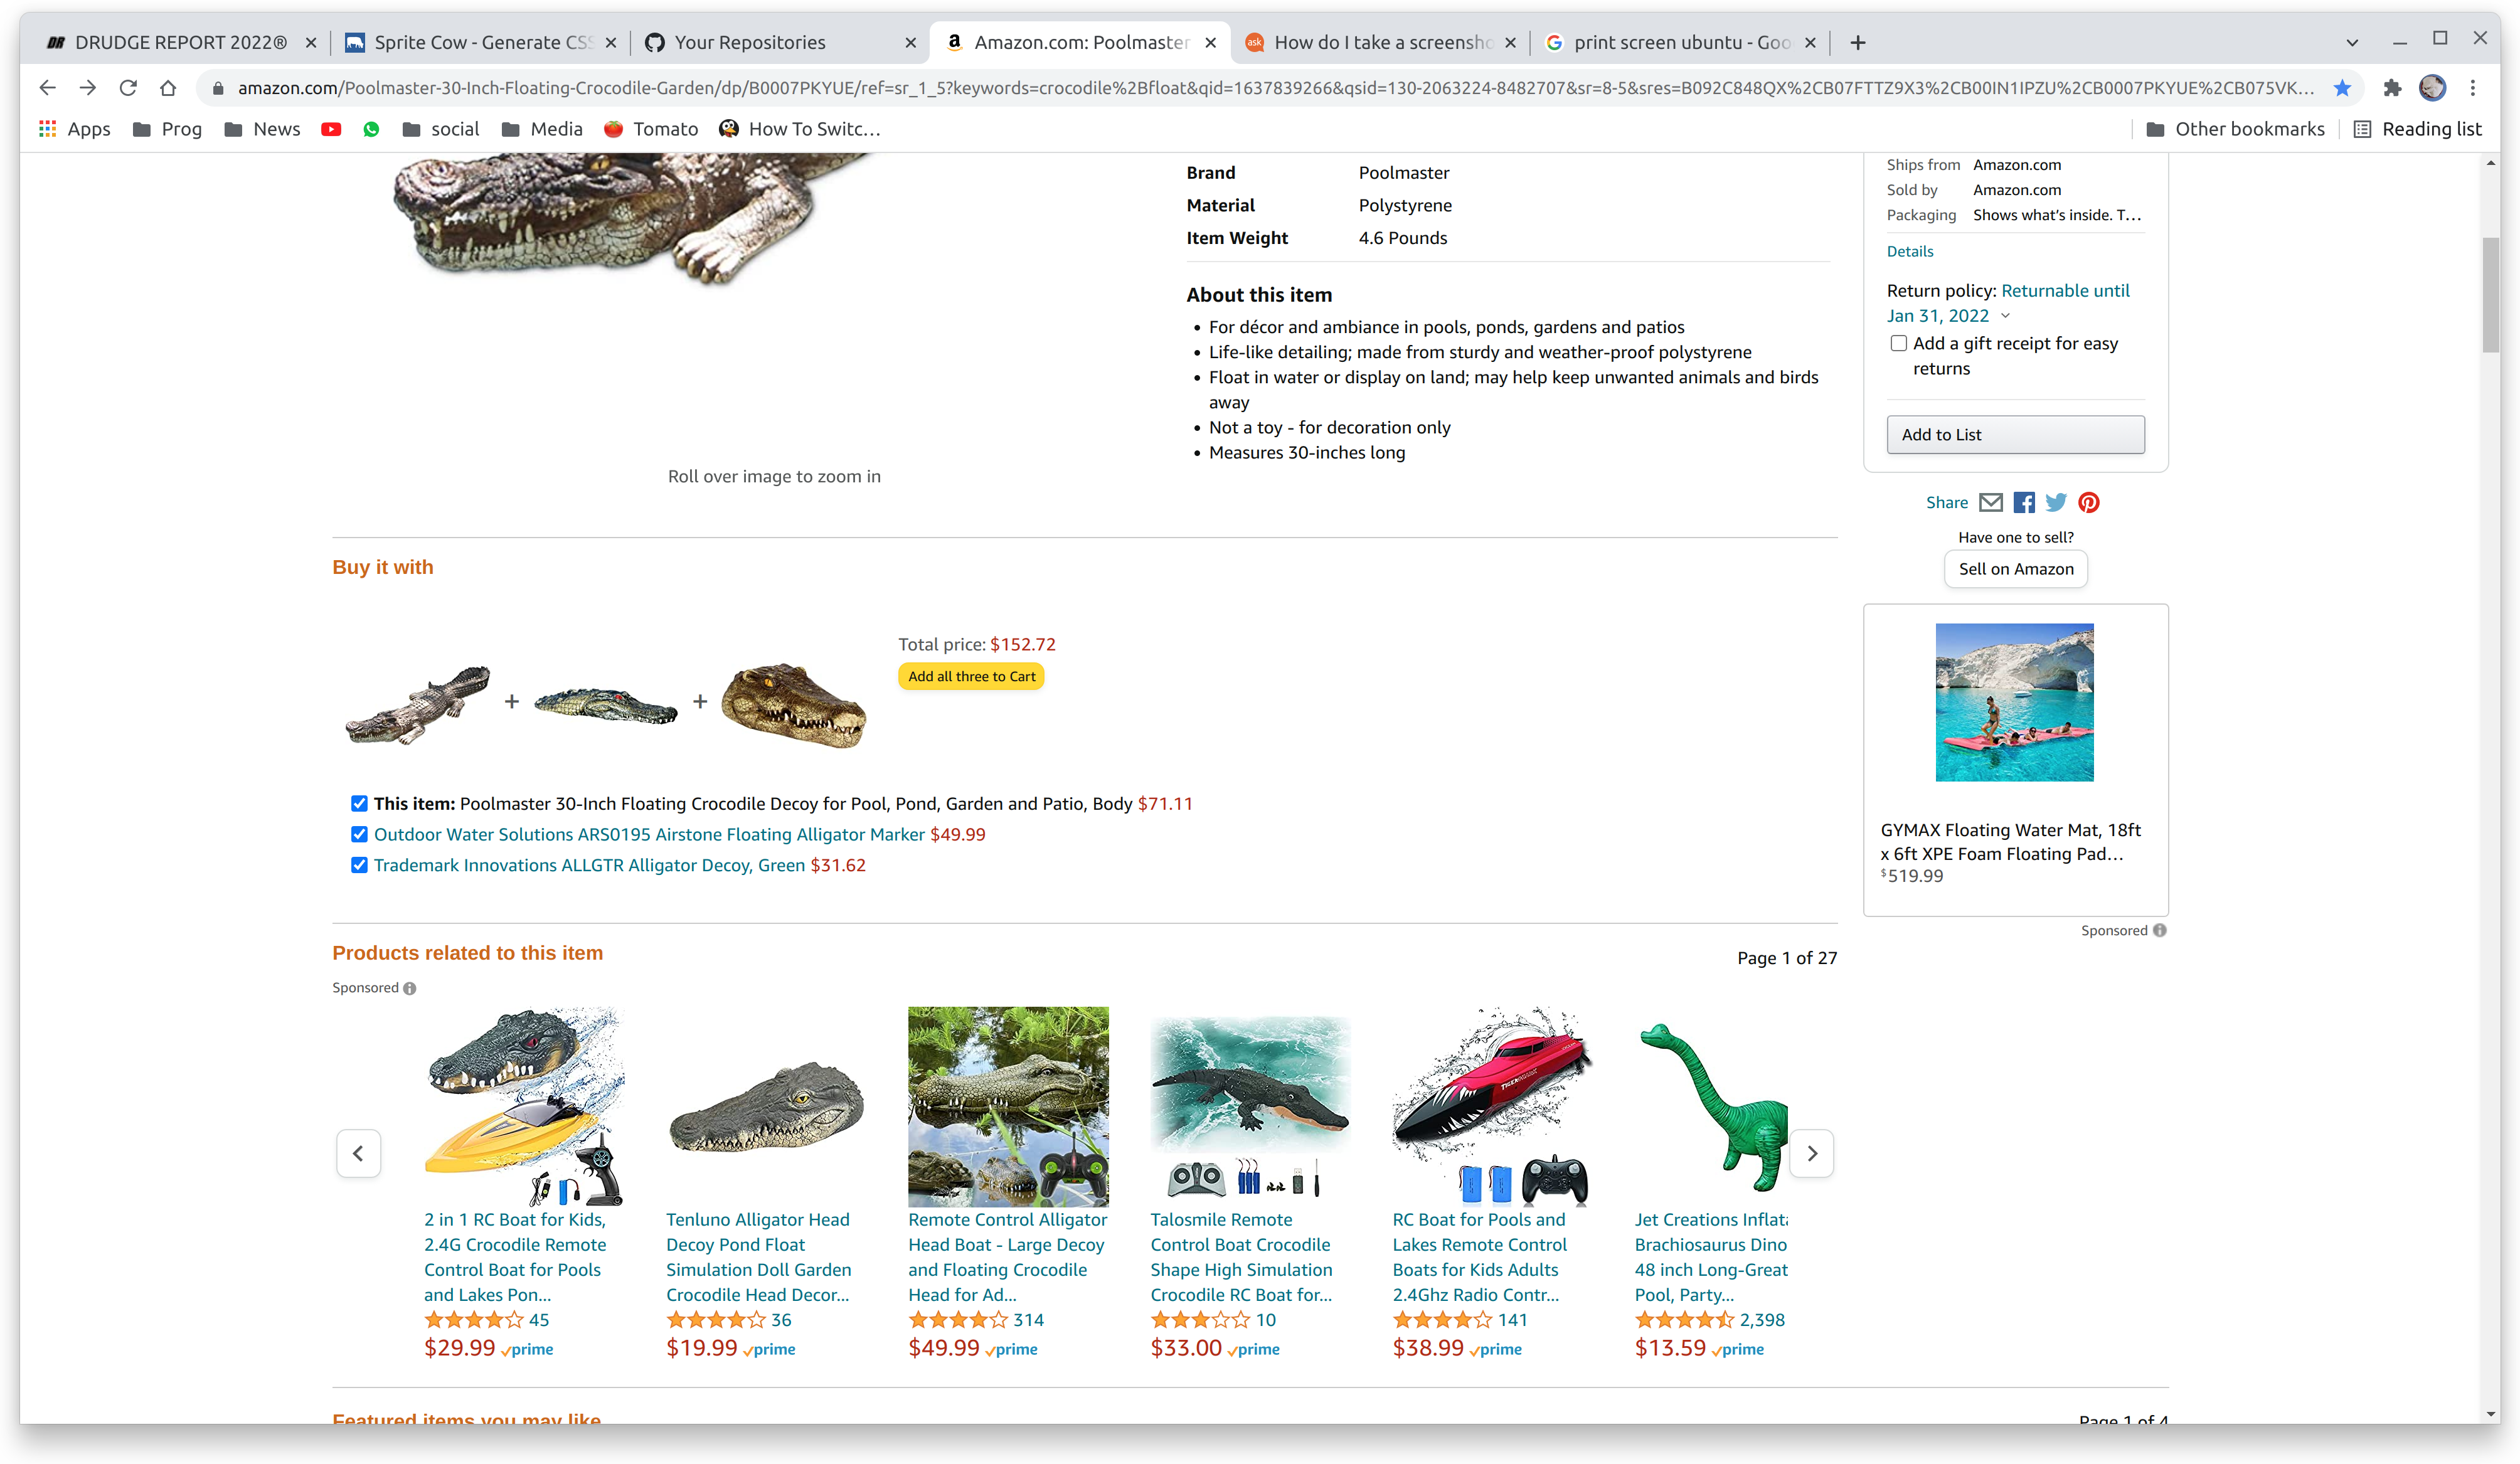 DRUDGE REPORT 2022®
Sprite Cow - Generate CSS
Your Repositories
Amazon.com: Poolmaster
How do I take a screensho
print screen ubuntu - Goo
amazon.com/Poolmaster-30-Inch-Floating-Crocodile-Garden/dp/B0007PKYUE/ref=sr_1_5?keywords=crocodile%2Bfloat&qid=1637839266&qsid=130-2063224-8482707&sr=8-5&sres=B092C848QX%2CB07FTTZ9X3%2CB00IN1IPZU%2CB0007PKYUE%2CB075VK...
Apps Prog News social Media Tomato How To Switc... Other bookmarks Reading list
Brand Poolmaster
Material Polystyrene
Item Weight 4.6 Pounds
About this item
• For décor and ambiance in pools, ponds, gardens and patios
• Life-like detailing; made from sturdy and weather-proof polystyrene
• Float in water or display on land; may help keep unwanted animals and birds
away
• Not a toy - for decoration only
• Measures 30-inches long
Roll over image to zoom in
Ships from Amazon.com
Sold by Amazon.com
Packaging Shows what's inside. T...
Details
Return policy: Returnable until
Jan 31, 2022
Add a gift receipt for easy
returns
Add to List
Share
Have one to sell?
Sell on Amazon
Buy it with
Total price: $152.72
Add all three to Cart
This item: Poolmaster 30-Inch Floating Crocodile Decoy for Pool, Pond, Garden and Patio, Body $71.11
Outdoor Water Solutions ARS0195 Airstone Floating Alligator Marker $49.99
Trademark Innovations ALLGTR Alligator Decoy, Green $31.62
GYMAX Floating Water Mat, 18ft
x 6ft XPE Foam Floating Pad...
$519.99
Sponsored
Products related to this item
Page 1 of 27
Sponsored
2 in 1 RC Boat for Kids,
2.4G Crocodile Remote
Control Boat for Pools
and Lakes Pon...
45
$29.99 prime
Tenluno Alligator Head
Decoy Pond Float
Simulation Doll Garden
Crocodile Head Decor...
36
$19.99 prime
Remote Control Alligator
Head Boat - Large Decoy
and Floating Crocodile
Head for Ad...
314
$49.99 prime
Talosmile Remote
Control Boat Crocodile
Shape High Simulation
Crocodile RC Boat for...
10
$33.00 prime
RC Boat for Pools and
Lakes Remote Control
Boats for Kids Adults
2.4Ghz Radio Contr...
141
$38.99 prime
Jet Creations Inflata
Brachiosaurus Dino
48 inch Long-Great
Pool, Party...
2,398
$13.59 prime
Featured items you may like
Page 1 of 4